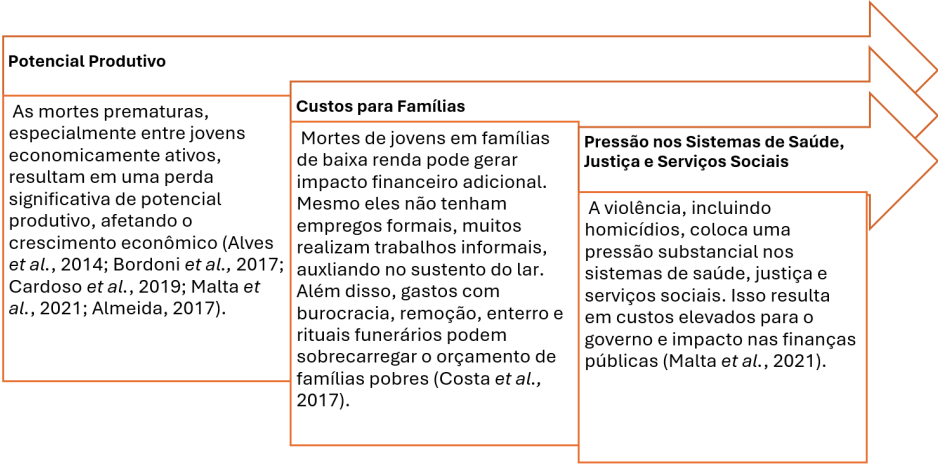 Potencial Produtivo
As mortes prematuras,
especialmente entre jovens
economicamente ativos,
resultam em uma perda
significativa de potencial
produtivo, afetando o
crescimento econômico (Alves
et al., 2014; Bordoni et al., 2017;
Cardoso et al., 2019; Malta et
al., 2021; Almeida, 2017).
Custos para Famílias
Mortes de jovens em famílias
de baixa renda pode gerar
impacto financeiro adicional.
Mesmo eles não tenham
empregos formais, muitos
realizam trabalhos informais,
auxliando no sustento do lar.
Além disso, gastos com
burocracia, remoção, enterro e
rituais funerários podem
sobrecarregar o orçamento de
famílias pobres (Costa et al.,
2017).
Pressão nos Sistemas de Saúde,
Justiça e Serviços Sociais
A violência, incluindo
homicídios, coloca uma
pressão substancial nos
sistemas de saúde, justiça e
serviços sociais. Isso resulta
em custos elevados para o
governo e impacto nas finanças
públicas (Malta et al., 2021).